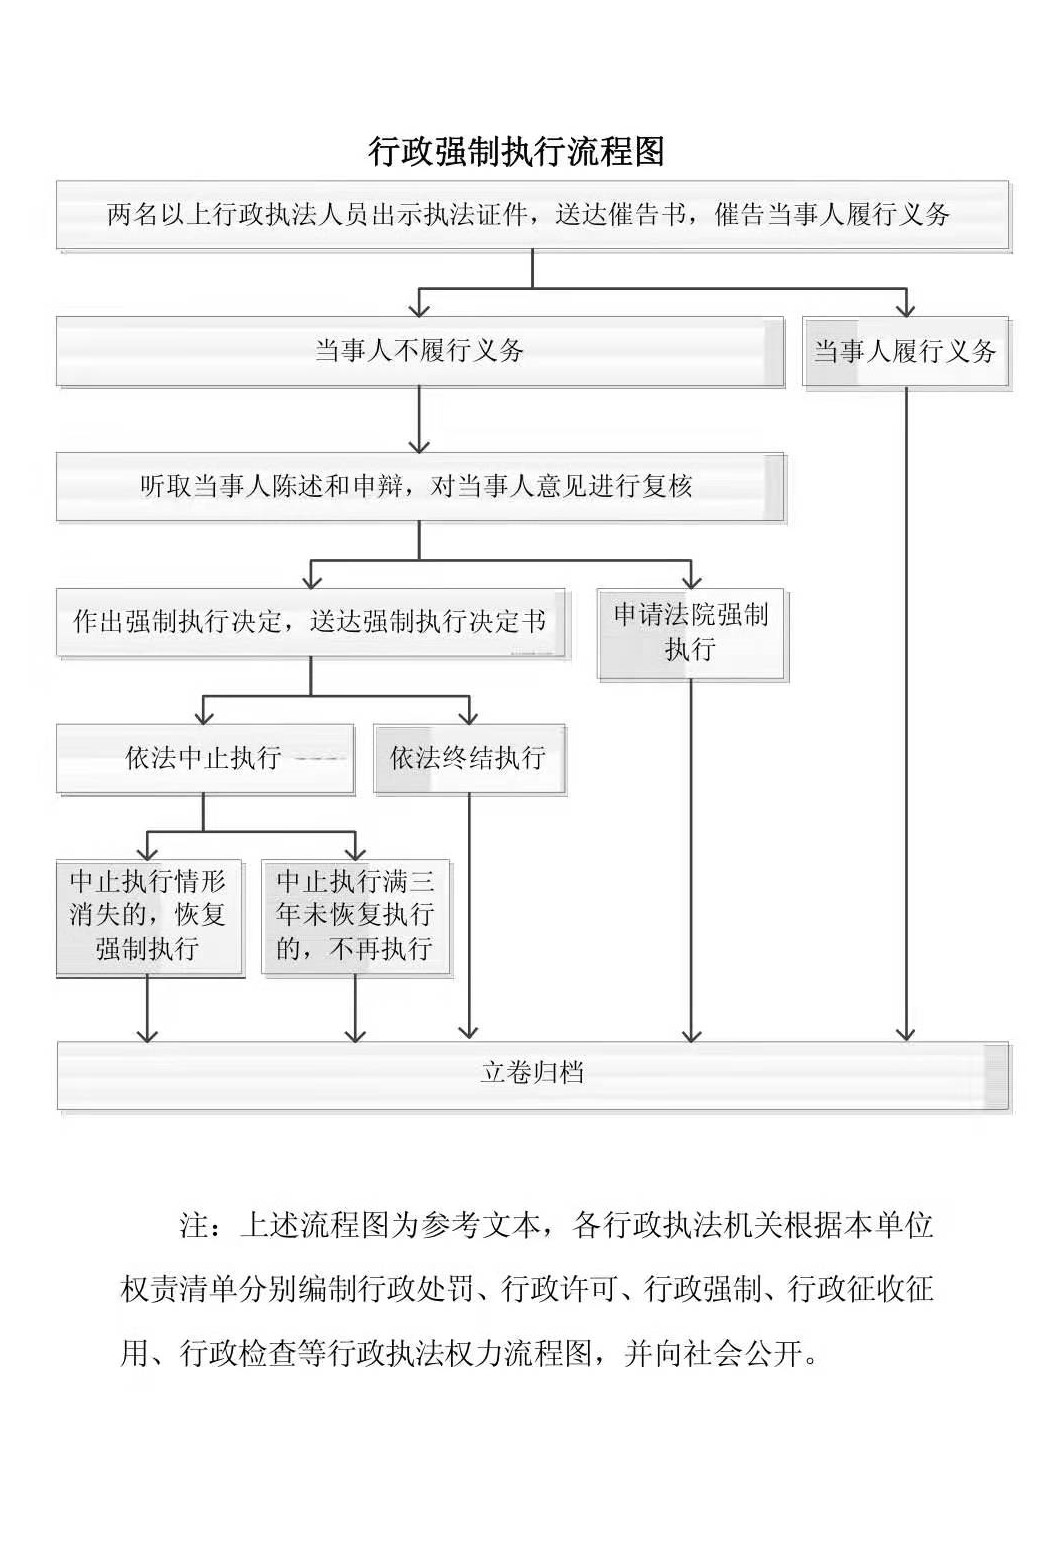 行政强制执行流程图
两名以上行政执法人员出示执法证件，送达催告书，催告当事人履行义务
当事人不履行义务
当事人履行义务
听取当事人陈述和申辩，对当事人意见进行复核
作出强制执行决定，送达强制执行决定书
申请法院强制
执行
依法中止执行
依法终结执行
中止执行情形
消失的，恢复
强制执行
中止执行满三
年未恢复执行
的，不再执行
立卷归档
注：上述流程图为参考文本，各行政执法机关根据本单位
权责清单分别编制行政处罚、行政许可、行政强制、行政征收征
用、行政检查等行政执法权力流程图，并向社会公开。